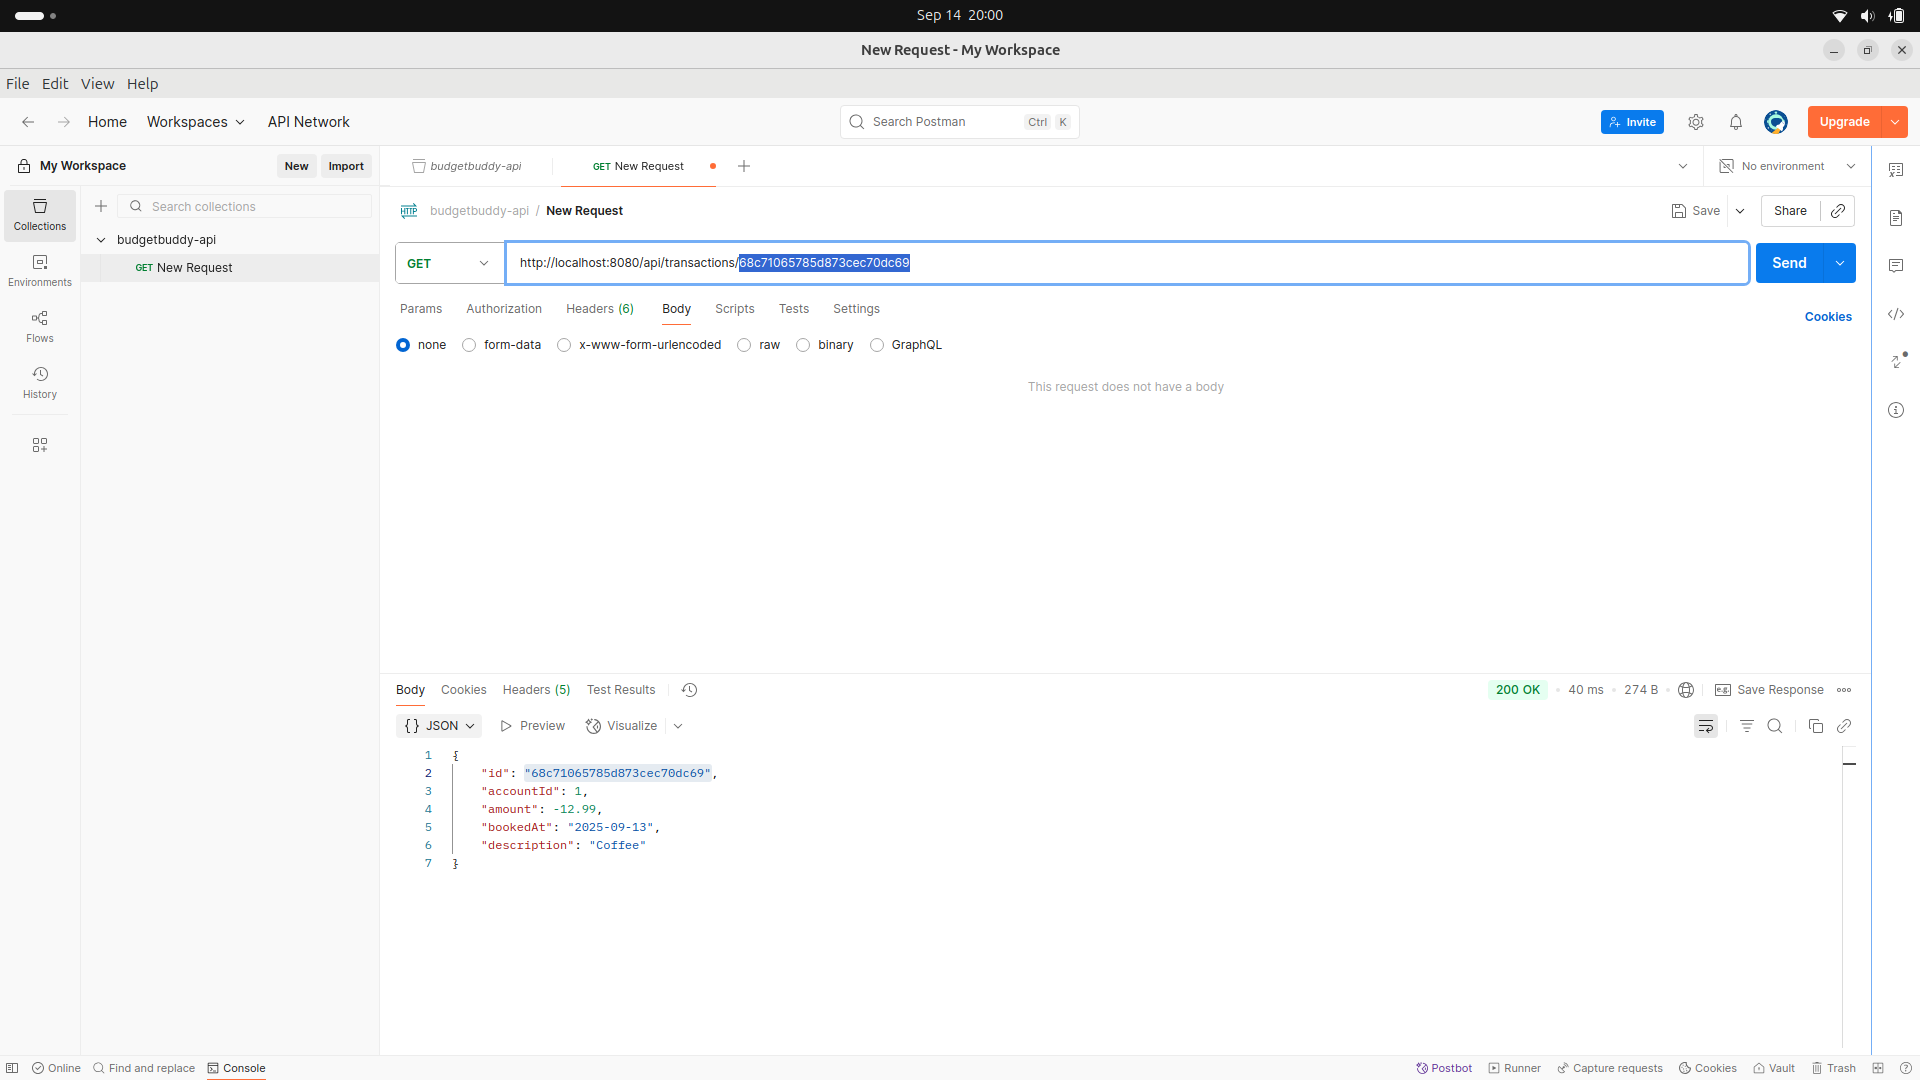 Sep 14 20:00
New Request - My Workspace
File Edit View Help
Home Workspaces API Network
Search Postman Ctrl K
Invite
Upgrade
My Workspace New Import
budgetbuddy-api
GET New Request
No environment
Collections
Environments
Flows
History
Search collections
budgetbuddy-api
GET New Request
HTTP budgetbuddy-api / New Request
Save Share
GET http://localhost:8080/api/transactions/68c71065785d873cec70dc69 Send
Params Authorization Headers (6) Body Scripts Tests Settings
Cookies
none form-data x-www-form-urlencoded raw binary GraphQL
This request does not have a body
Body Cookies Headers (5) Test Results
200 OK • 40 ms • 274 B e.g. Save Response
{} JSON Preview Visualize
1 {
2 "id": "68c71065785d873cec70dc69",
3 "accountId": 1,
4 "amount": -12.99,
5 "bookedAt": "2025-09-13",
6 "description": "Coffee"
7 }
Online Find and replace Console
Postbot Runner Capture requests Cookies Vault Trash